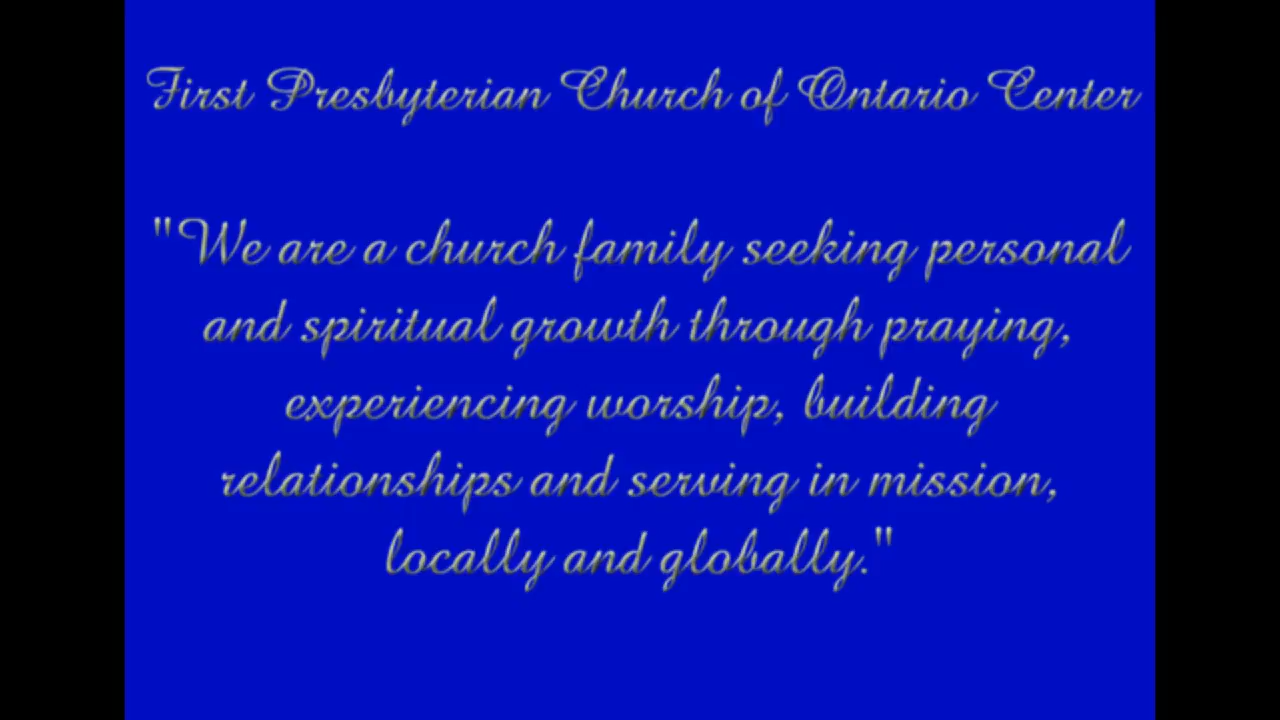 First Presbyterian Church of Ontario Center
"We are a church family seeking personal
and spiritual growth through praying,
experiencing worship, building
relationships and serving in mission,
locally and globally."